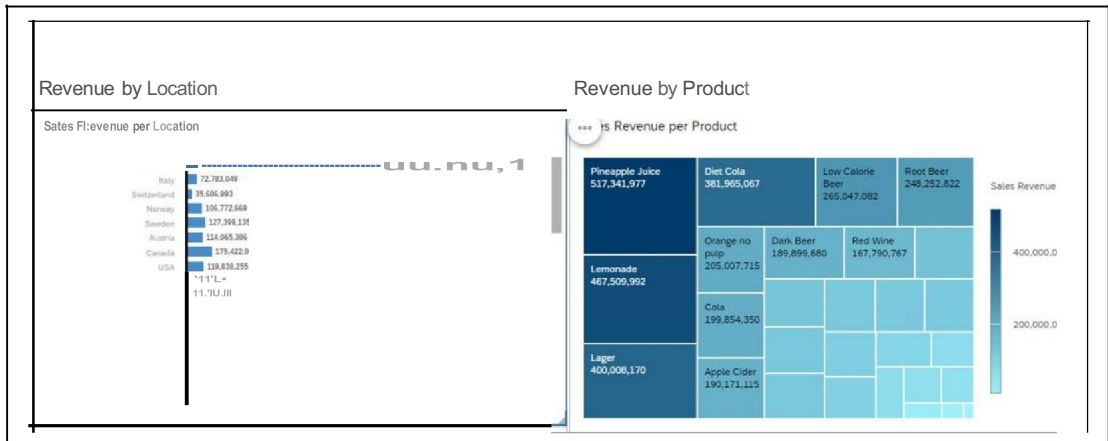 Revenue by Location
Sates FI:evenue per Location
Italy 72,783,049
Switzerland 35,606,993
Norway 106,772,669
Sweden 127,399,135
Austria 114,065,306
Canada 175,422,0
USA 119,838,255
Revenue by Product
es Revenue per Product
Pineapple Juice
517,341,977
Diet Cola
381,965,067
Low Calorie
Beer
265,047,082
Root Beer
248,252,822
Orange no
pulp
205,007,715
Dark Beer
189,899,680
Red Wine
167,790,767
Lemonade
467,509,992
Cola
199,854,350
Lager
400,008,170
Apple Cider
190,171,115
Sales Revenue
400,000,0
200,000,0